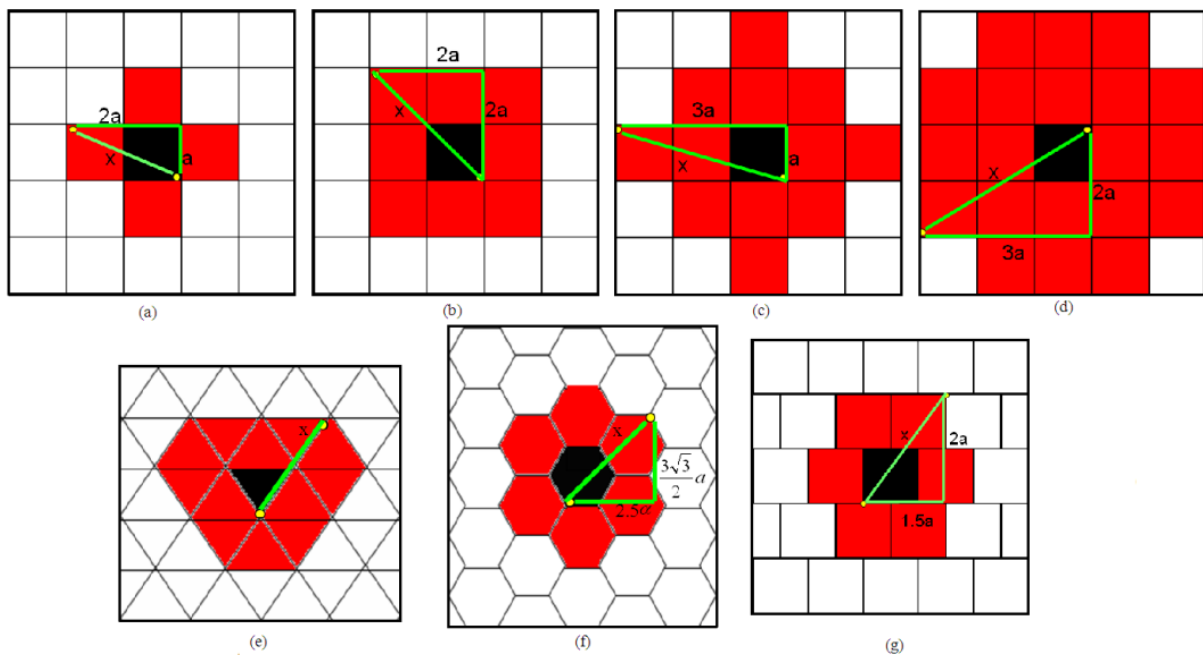 2a
x
a
(a)
2a
2a
x
(b)
3a
x
a
(c)
x
2a
3a
(d)
x
(e)
x
3√3/2 a
2.5a
(f)
x
2a
1.5a
(g)